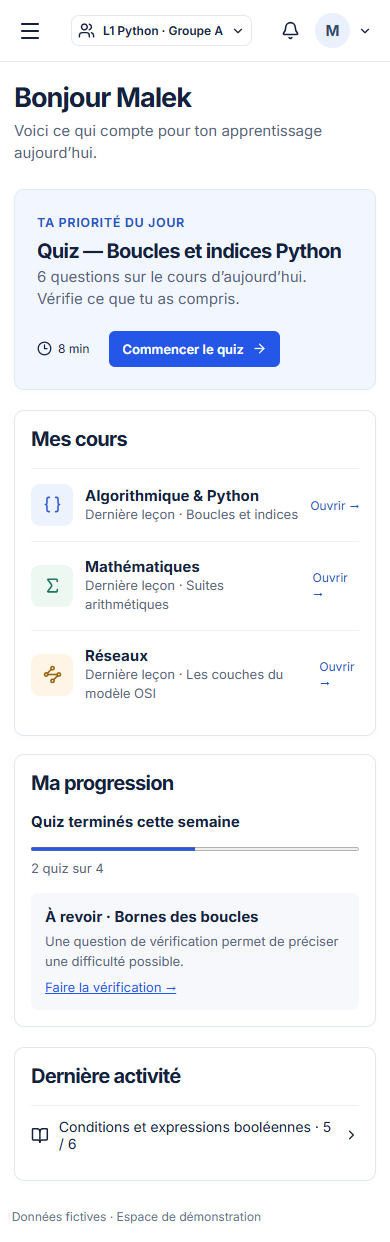 L1 Python · Groupe A
M
Bonjour Malek
Voici ce qui compte pour ton apprentissage
aujourd’hui.
TA PRIORITÉ DU JOUR
Quiz — Boucles et indices Python
6 questions sur le cours d’aujourd’hui.
Vérifie ce que tu as compris.
8 min
Commencer le quiz →
Mes cours
{}
Algorithmique & Python
Dernière leçon · Boucles et indices
Ouvrir →
Σ
Mathématiques
Dernière leçon · Suites
arithmétiques
Ouvrir
→
Réseaux
Dernière leçon · Les couches du
modèle OSI
Ouvrir
→
Ma progression
Quiz terminés cette semaine
2 quiz sur 4
À revoir · Bornes des boucles
Une question de vérification permet de préciser
une difficulté possible.
Faire la vérification →
Dernière activité
Conditions et expressions booléennes · 5
/ 6
Données fictives · Espace de démonstration